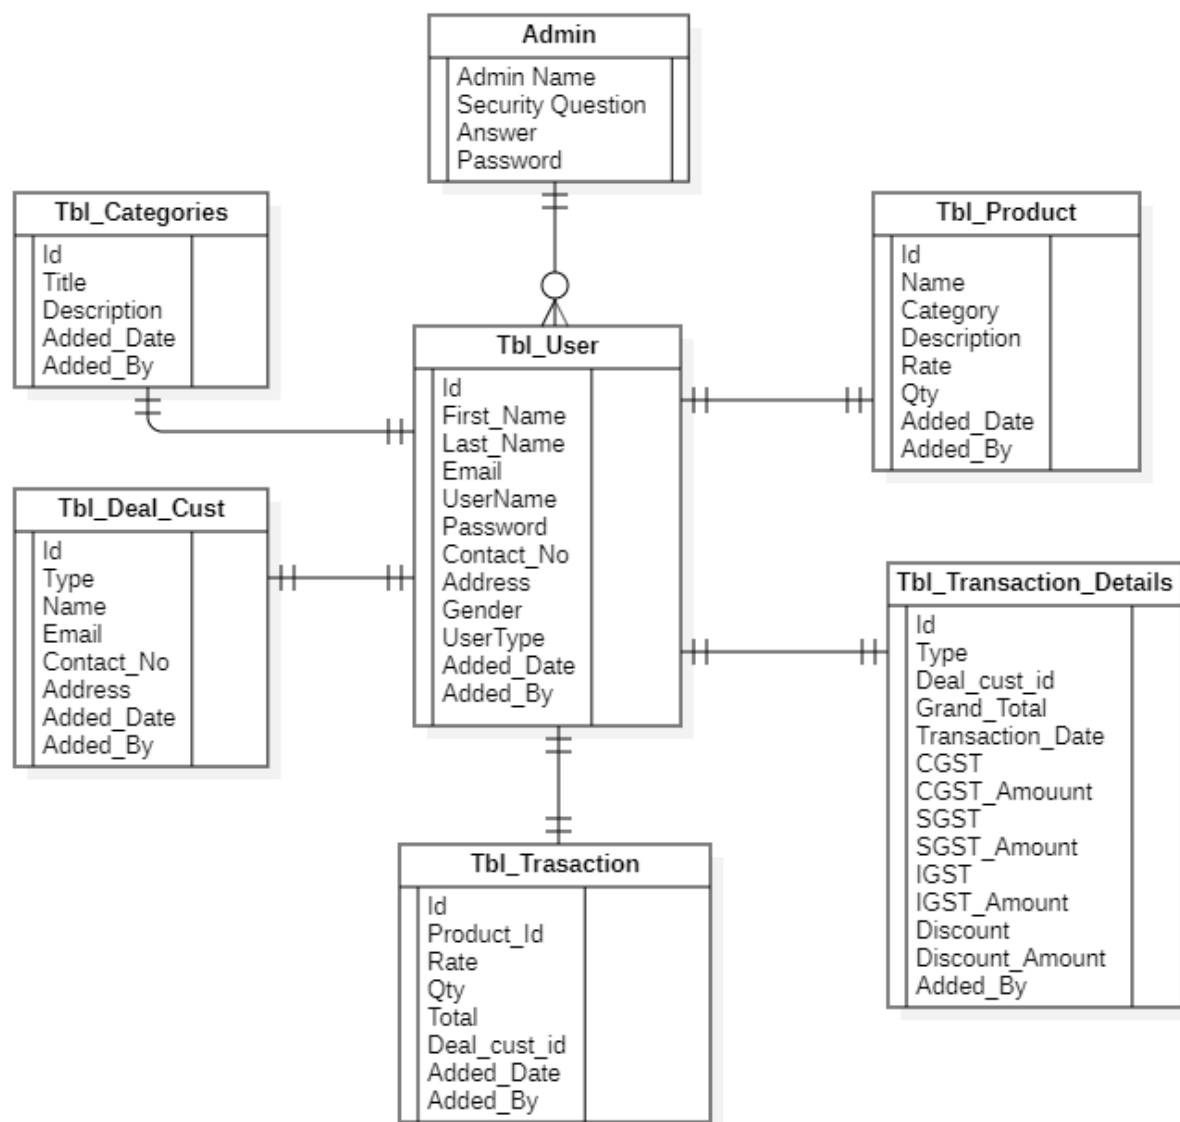 Admin
Admin Name
Security Question
Answer
Password
Tbl_Categories
Id
Title
Description
Added_Date
Added_By
Tbl_Product
Id
Name
Category
Description
Rate
Qty
Added_Date
Added_By
Tbl_User
Id
First_Name
Last_Name
Email
UserName
Password
Contact_No
Address
Gender
UserType
Added_Date
Added_By
Tbl_Deal_Cust
Id
Type
Name
Email
Contact_No
Address
Added_Date
Added_By
Tbl_Transaction_Details
Id
Type
Deal_cust_id
Grand_Total
Transaction_Date
CGST
CGST_Amouunt
SGST
SGST_Amount
IGST
IGST_Amount
Discount
Discount_Amount
Added_By
Tbl_Trasaction
Id
Product_Id
Rate
Qty
Total
Deal_cust_id
Added_Date
Added_By